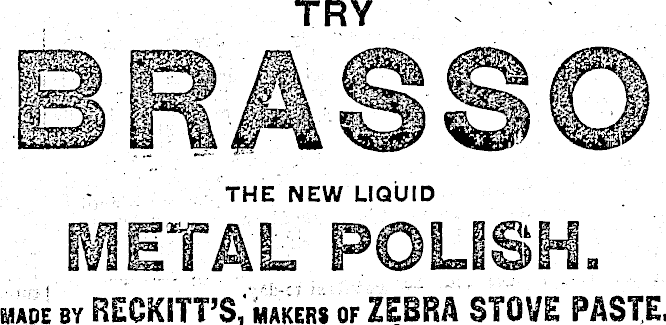 TRY
BRASSO
THE NEW LIQUID
METAL POLISH.
MADE BY RECKITT'S, MAKERS OF ZEBRA STOVE PASTE.